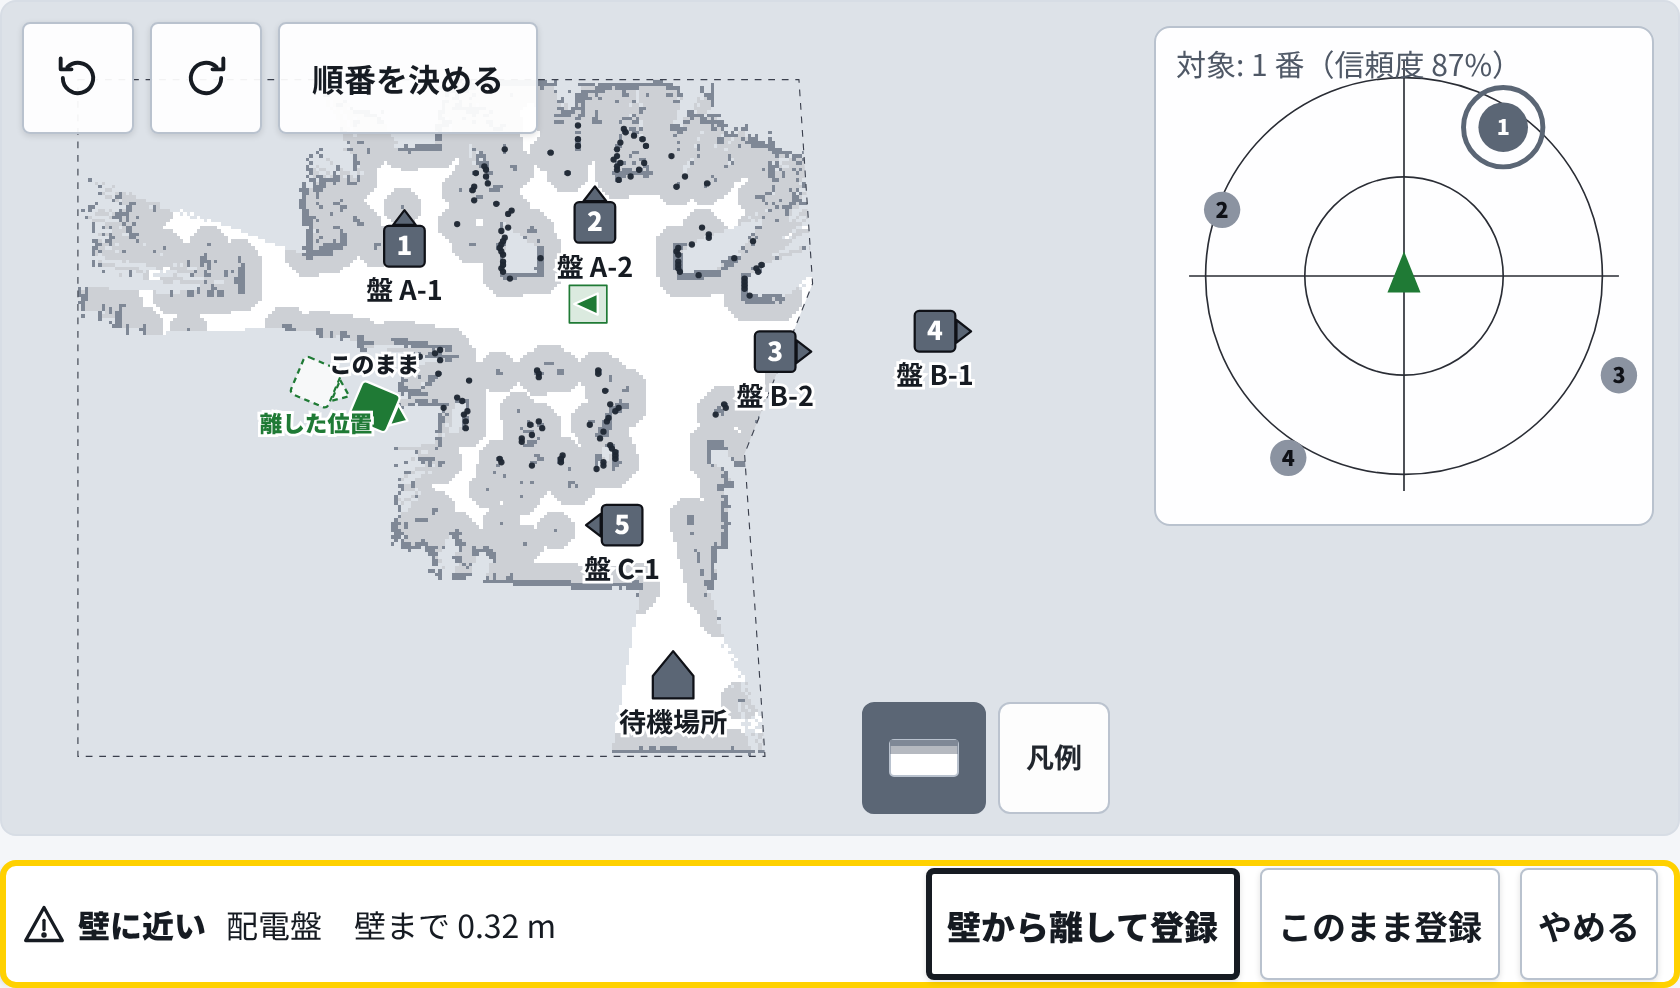 順番を決める
対象: 1 番（信頼度 87%）
1
2
3
4
1
盤 A-1
2
盤 A-2
3
盤 B-2
4
盤 B-1
このまま
離した位置
5
盤 C-1
待機場所
凡例
壁に近い 配電盤 壁まで 0.32 m
壁から離して登録
このまま登録
やめる